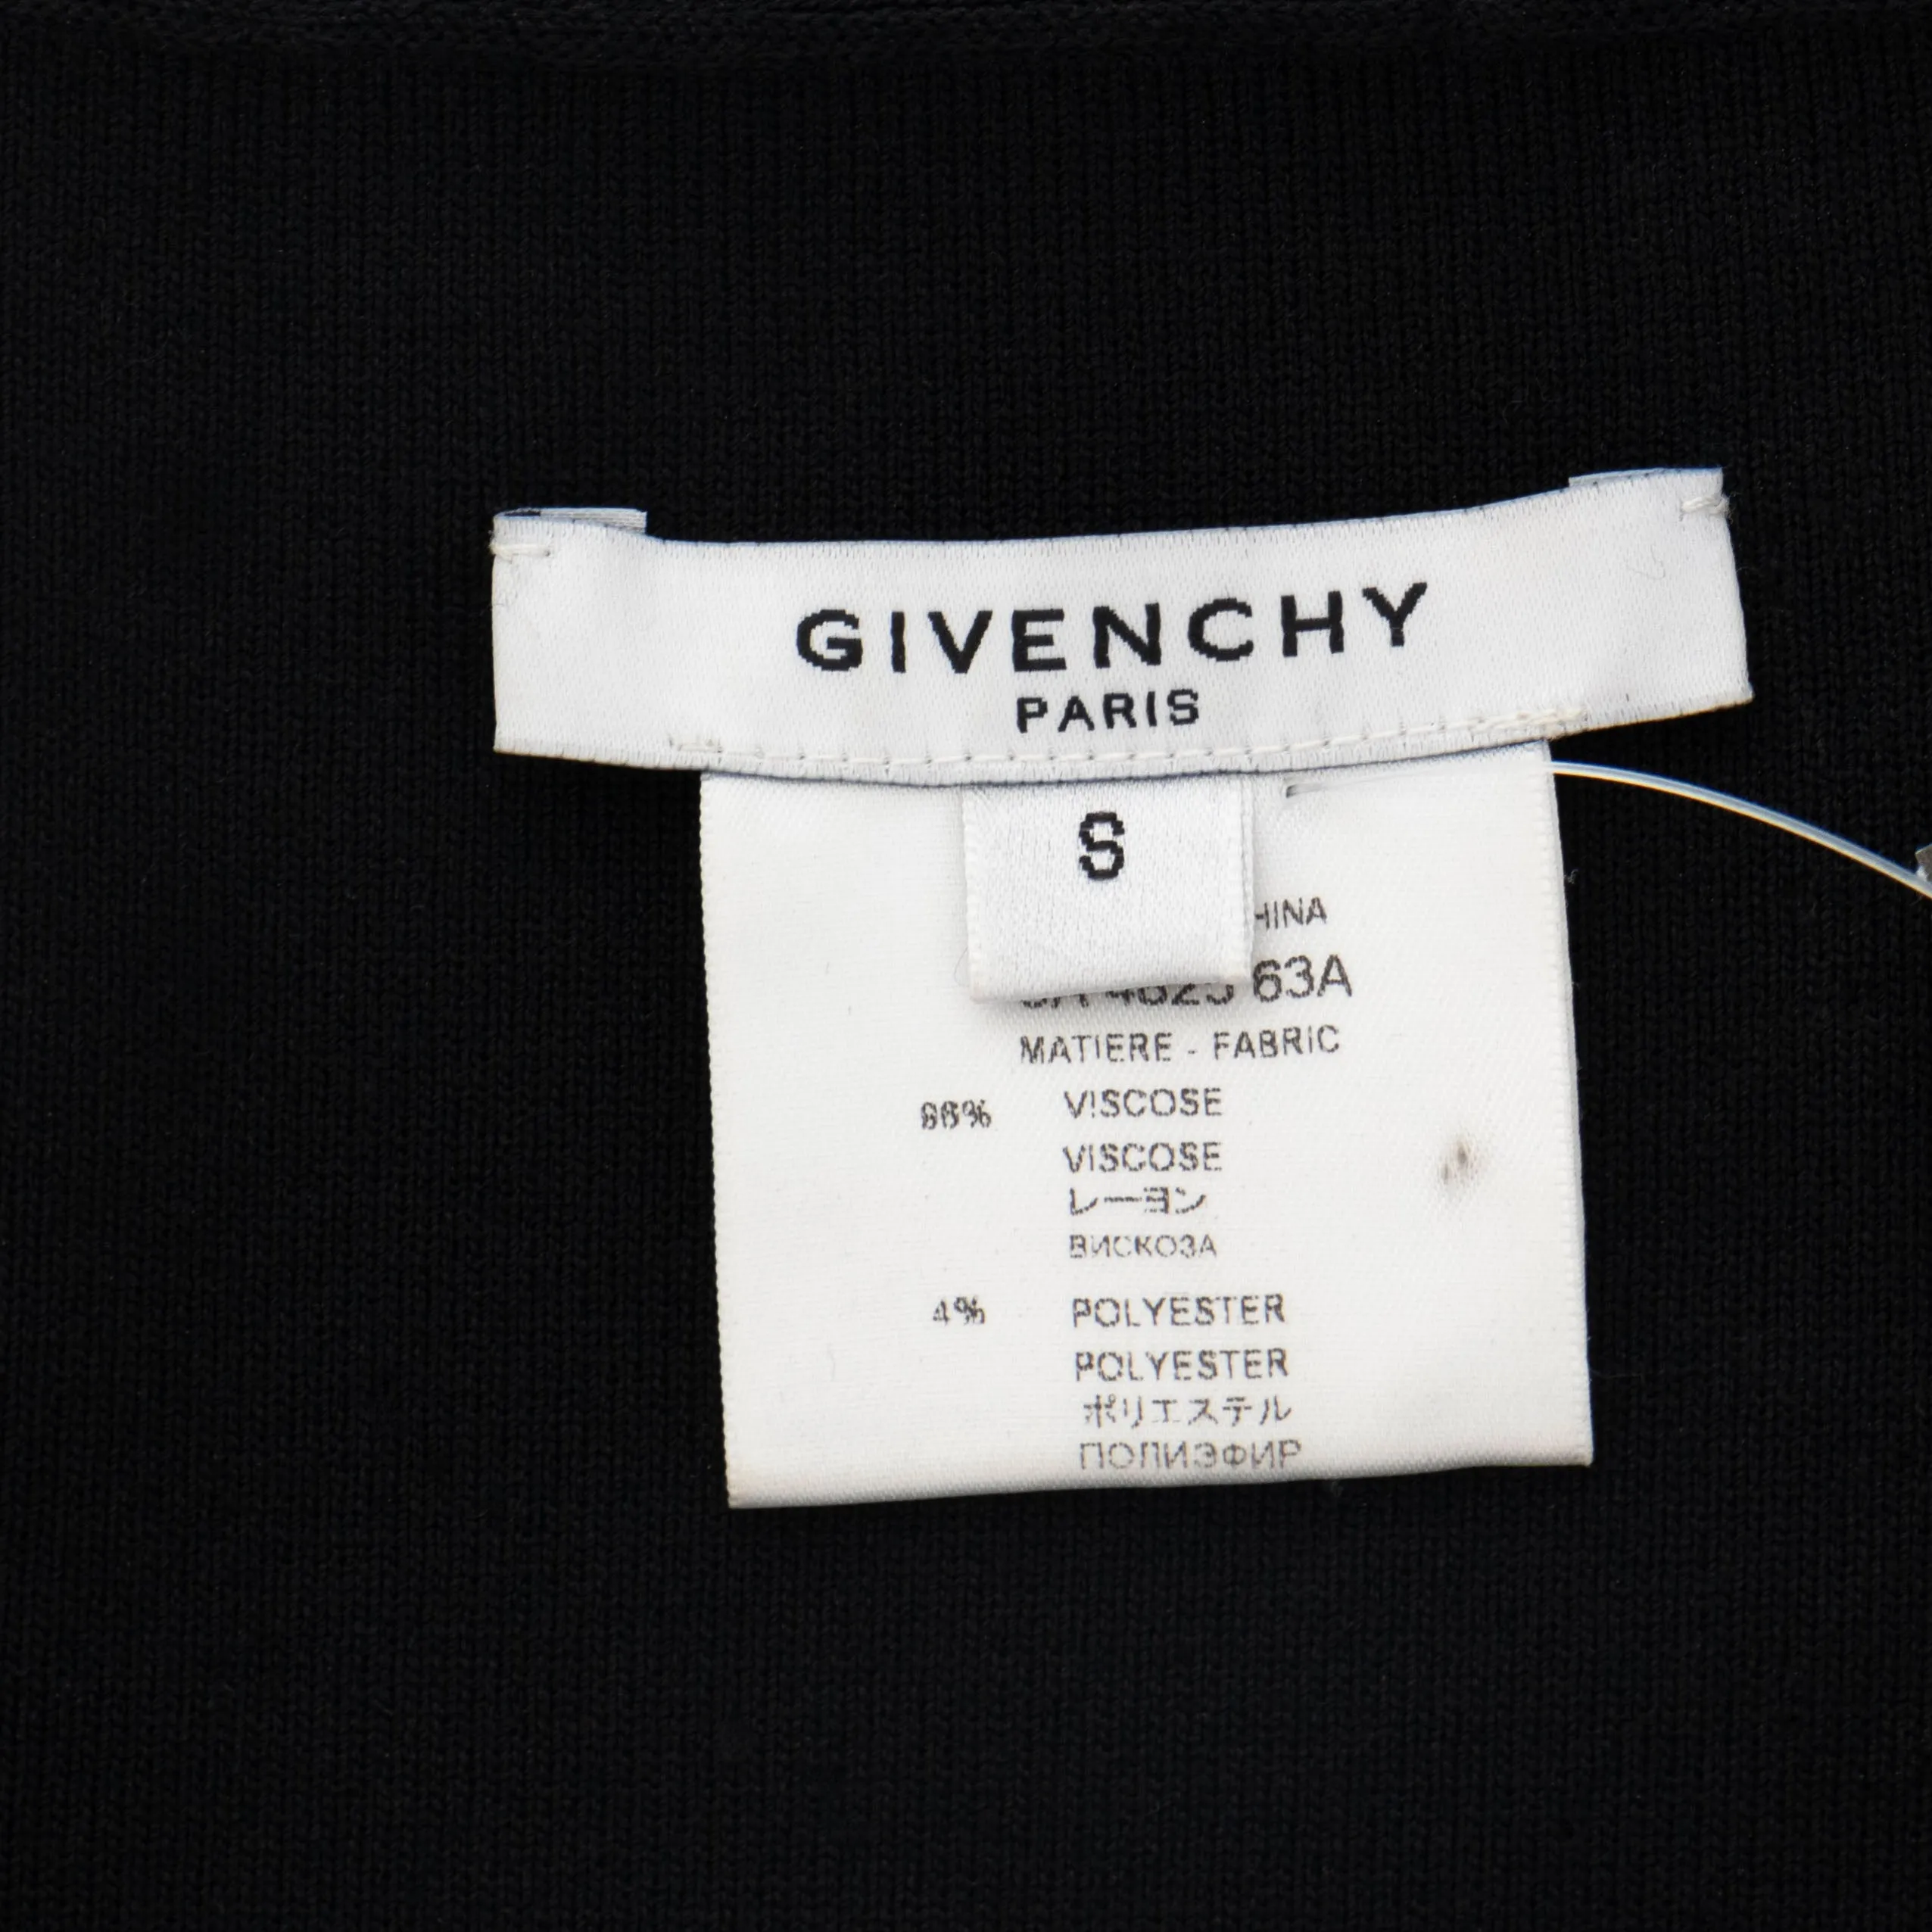 GIVENCHY
PARIS
S
63A
MATIERE - FABRIC
VISCOSE
VISCOSE
レーヨン
ВИСКОЗА
4% POLYESTER
POLYESTER
ポリエステル
ПОЛИЭФИР